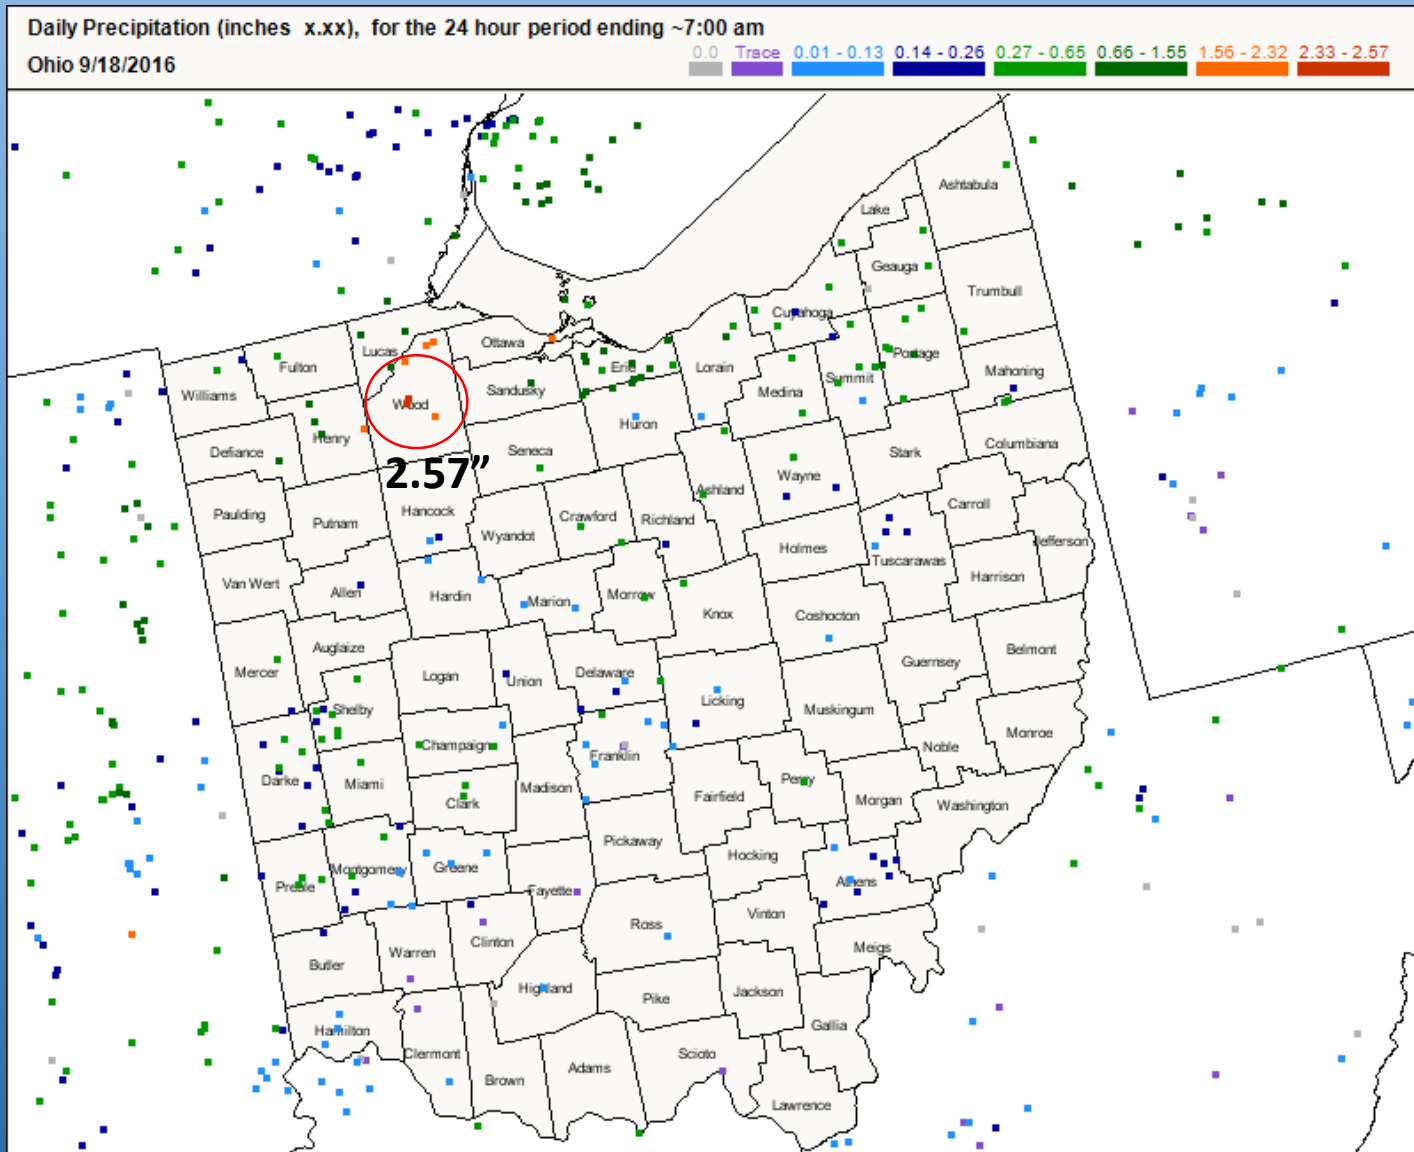 Daily Precipitation (inches x.xx), for the 24 hour period ending ~7:00 am
Ohio 9/18/2016
0.0 Trace 0.01 - 0.13 0.14 - 0.26 0.27 - 0.65 0.66 - 1.55 1.56 - 2.32 2.33 - 2.57
Ashtabula
Lake
Geauga
Trumbull
Cuyahoga
Lucas
Ottawa
Fulton
Erie
Lorain
Portage
Williams
Sandusky
Medina
Summit
Mahoning
Wood
Henry
Huron
Defiance
Seneca
Stark
Columbiana
2.57”
Wayne
Ashland
Paulding
Putnam
Hancock
Crawford
Richland
Carroll
Wyandot
Holmes
Jefferson
Tuscarawas
Van Wert
Allen
Hardin
Marion
Morrow
Harrison
Knox
Coshocton
Auglaize
Mercer
Logan
Union
Delaware
Guernsey
Belmont
Shelby
Licking
Muskingum
Champaign
Franklin
Noble
Monroe
Darke
Miami
Clark
Madison
Fairfield
Perry
Morgan
Washington
Pickaway
Hocking
Preble
Montgomery
Greene
Fayette
Athens
Ross
Vinton
Butler
Warren
Clinton
Meigs
Highland
Pike
Jackson
Hamilton
Gallia
Clermont
Brown
Adams
Scioto
Lawrence